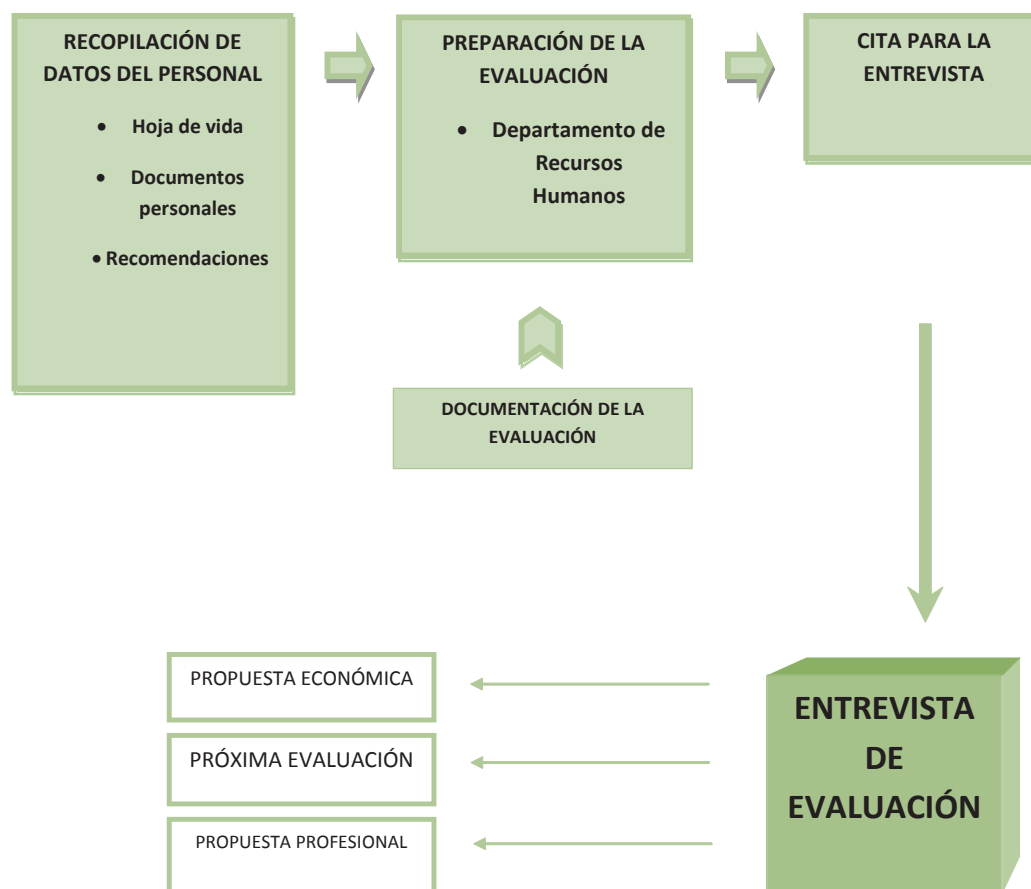 RECOPILACIÓN DE
DATOS DEL PERSONAL
• Hoja de vida
• Documentos
personales
• Recomendaciones
PREPARACIÓN DE LA
EVALUACIÓN
• Departamento de
Recursos
Humanos
CITA PARA LA
ENTREVISTA
DOCUMENTACIÓN DE LA
EVALUACIÓN
ENTREVISTA
DE
EVALUACIÓN
PROPUESTA ECONÓMICA
PRÓXIMA EVALUACIÓN
PROPUESTA PROFESIONAL